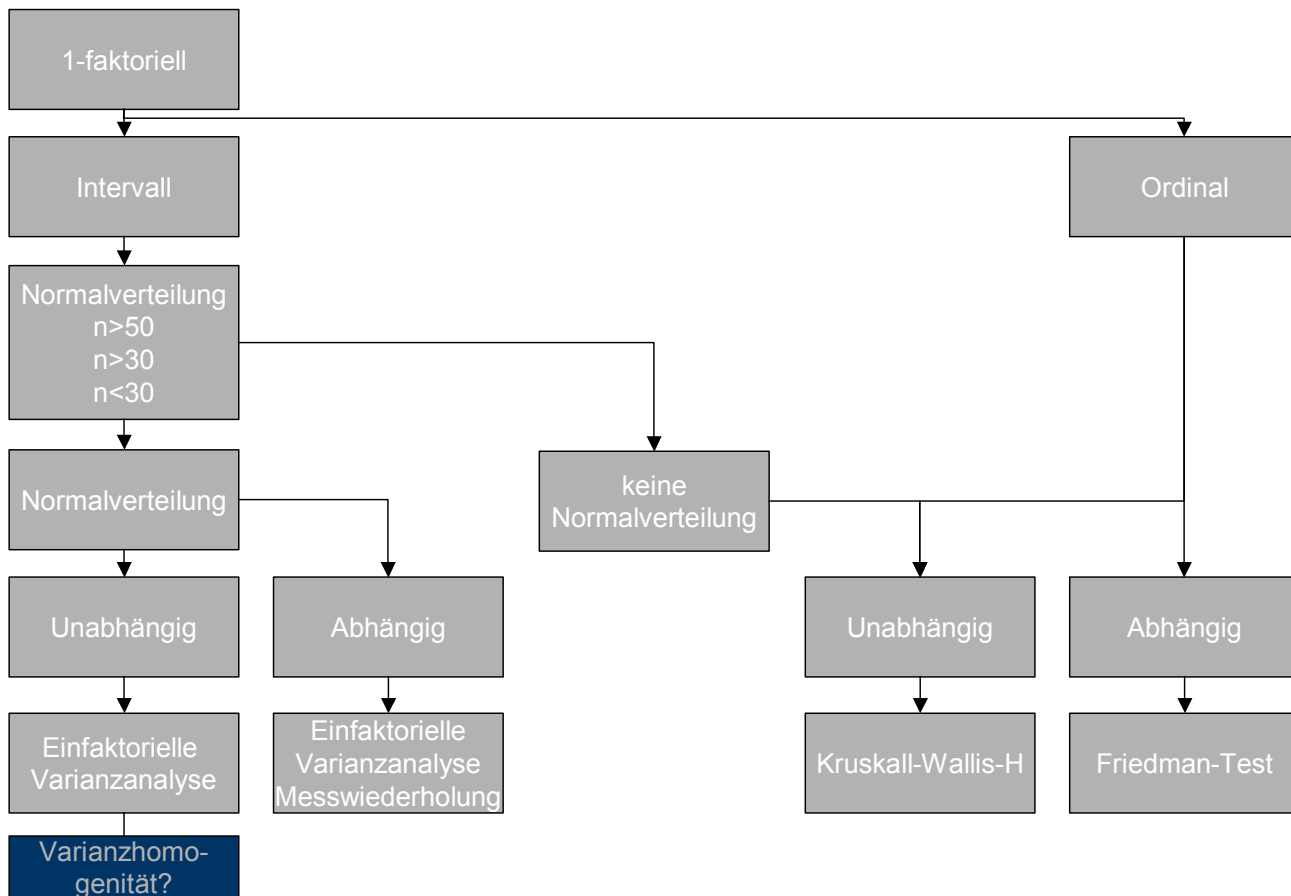 1-faktoriell
Intervall
Ordinal
Normalverteilung
n>50
n>30
n<30
Normalverteilung
keine
Normalverteilung
Unabhängig
Abhängig
Unabhängig
Abhängig
Einfaktorielle
Varianzanalyse
Einfaktorielle
Varianzanalyse
Messwiederholung
Kruskall-Wallis-H
Friedman-Test
Varianzhomo-
genität?